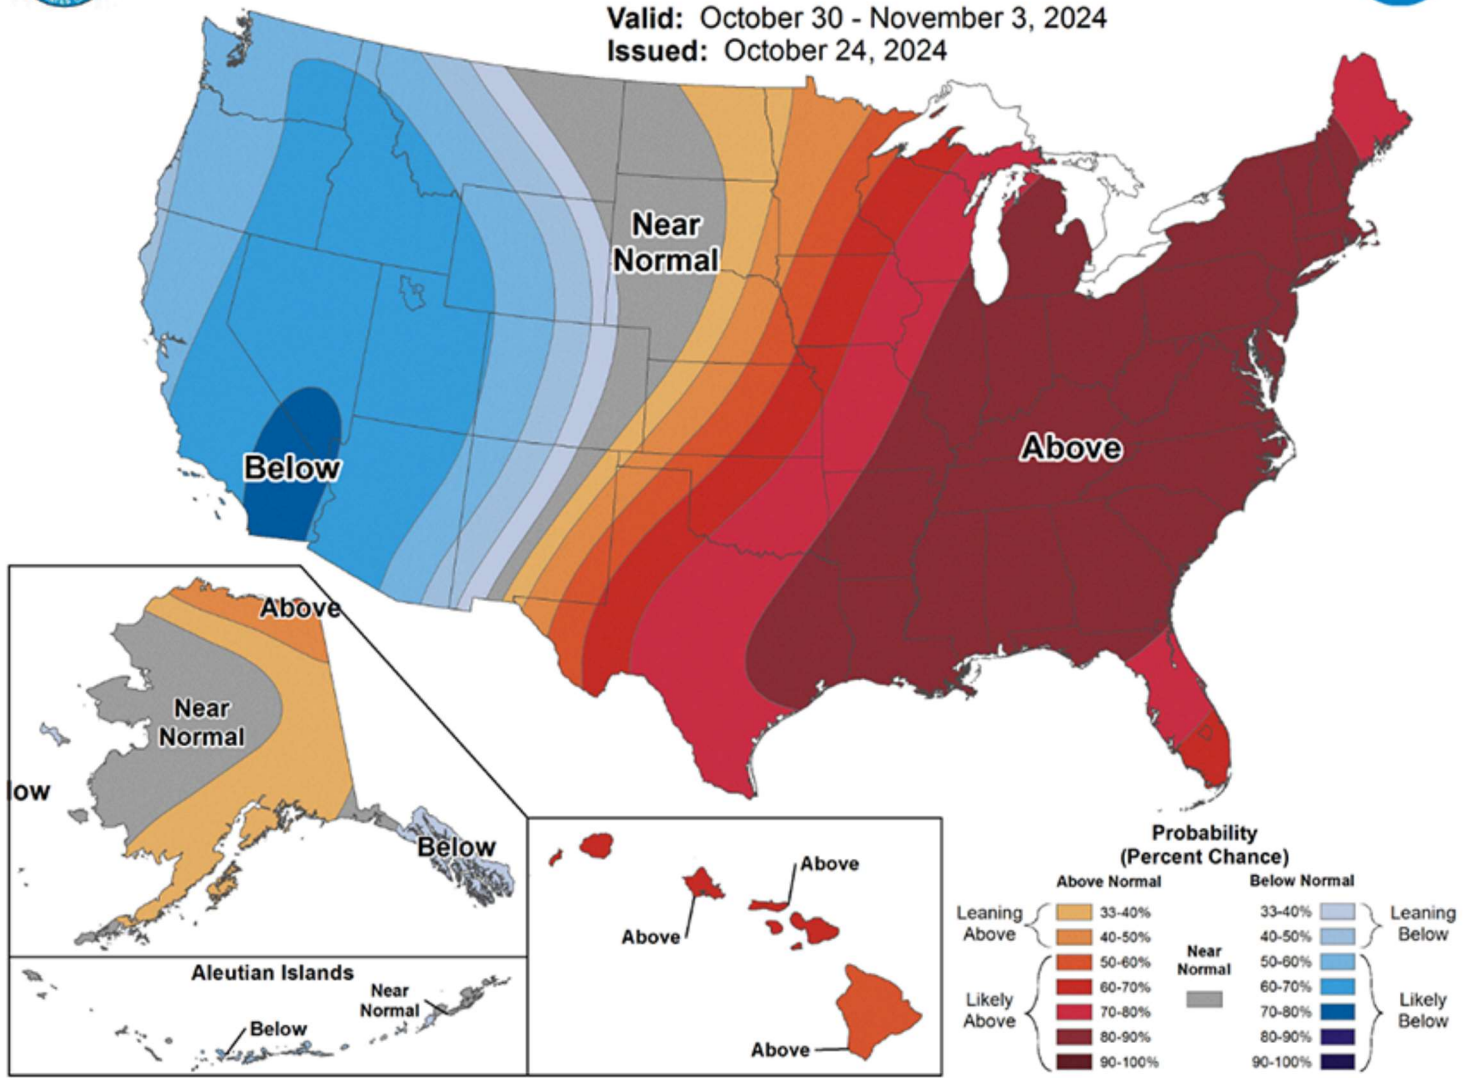 Valid: October 30 - November 3, 2024
Issued: October 24, 2024
Near
Normal
Below
Above
Above
Near
Normal
low
Below
Aleutian Islands
Near
Normal
Below
Above
Above
Above
Probability
(Percent Chance)
Above Normal
Below Normal
Leaning
Above
33-40%
40-50%
Likely
Above
50-60%
60-70%
70-80%
80-90%
90-100%
Near
Normal
33-40%
40-50%
Leaning
Below
50-60%
60-70%
70-80%
80-90%
90-100%
Likely
Below